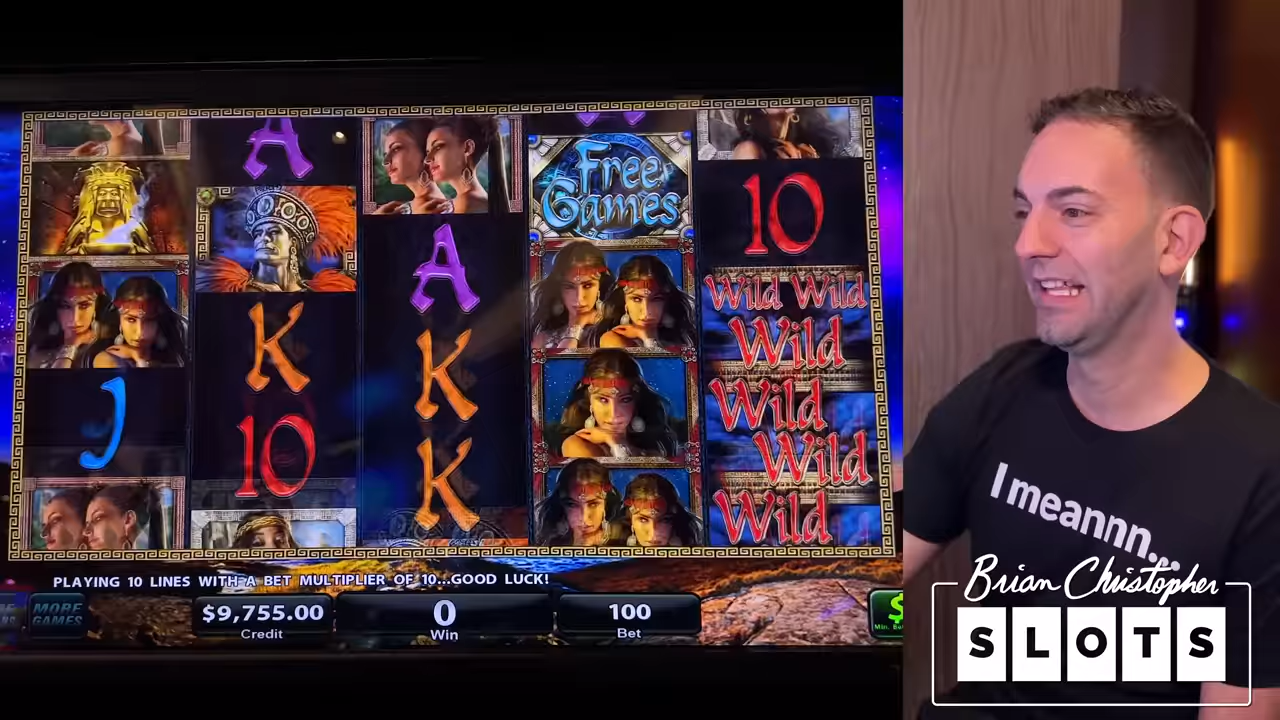 A
Free
Games
10
A
Wild Wild
Wild
K
K
Wild
J
10
K
Wild
Wild
PLAYING 10 LINES WITH A BET MULTIPLIER OF 10...GOOD LUCK!
MORE
GAMES
$9,755.00
Credit
0
Win
100
Bet
$
I meannn...
Brian Christopher
SLOTS